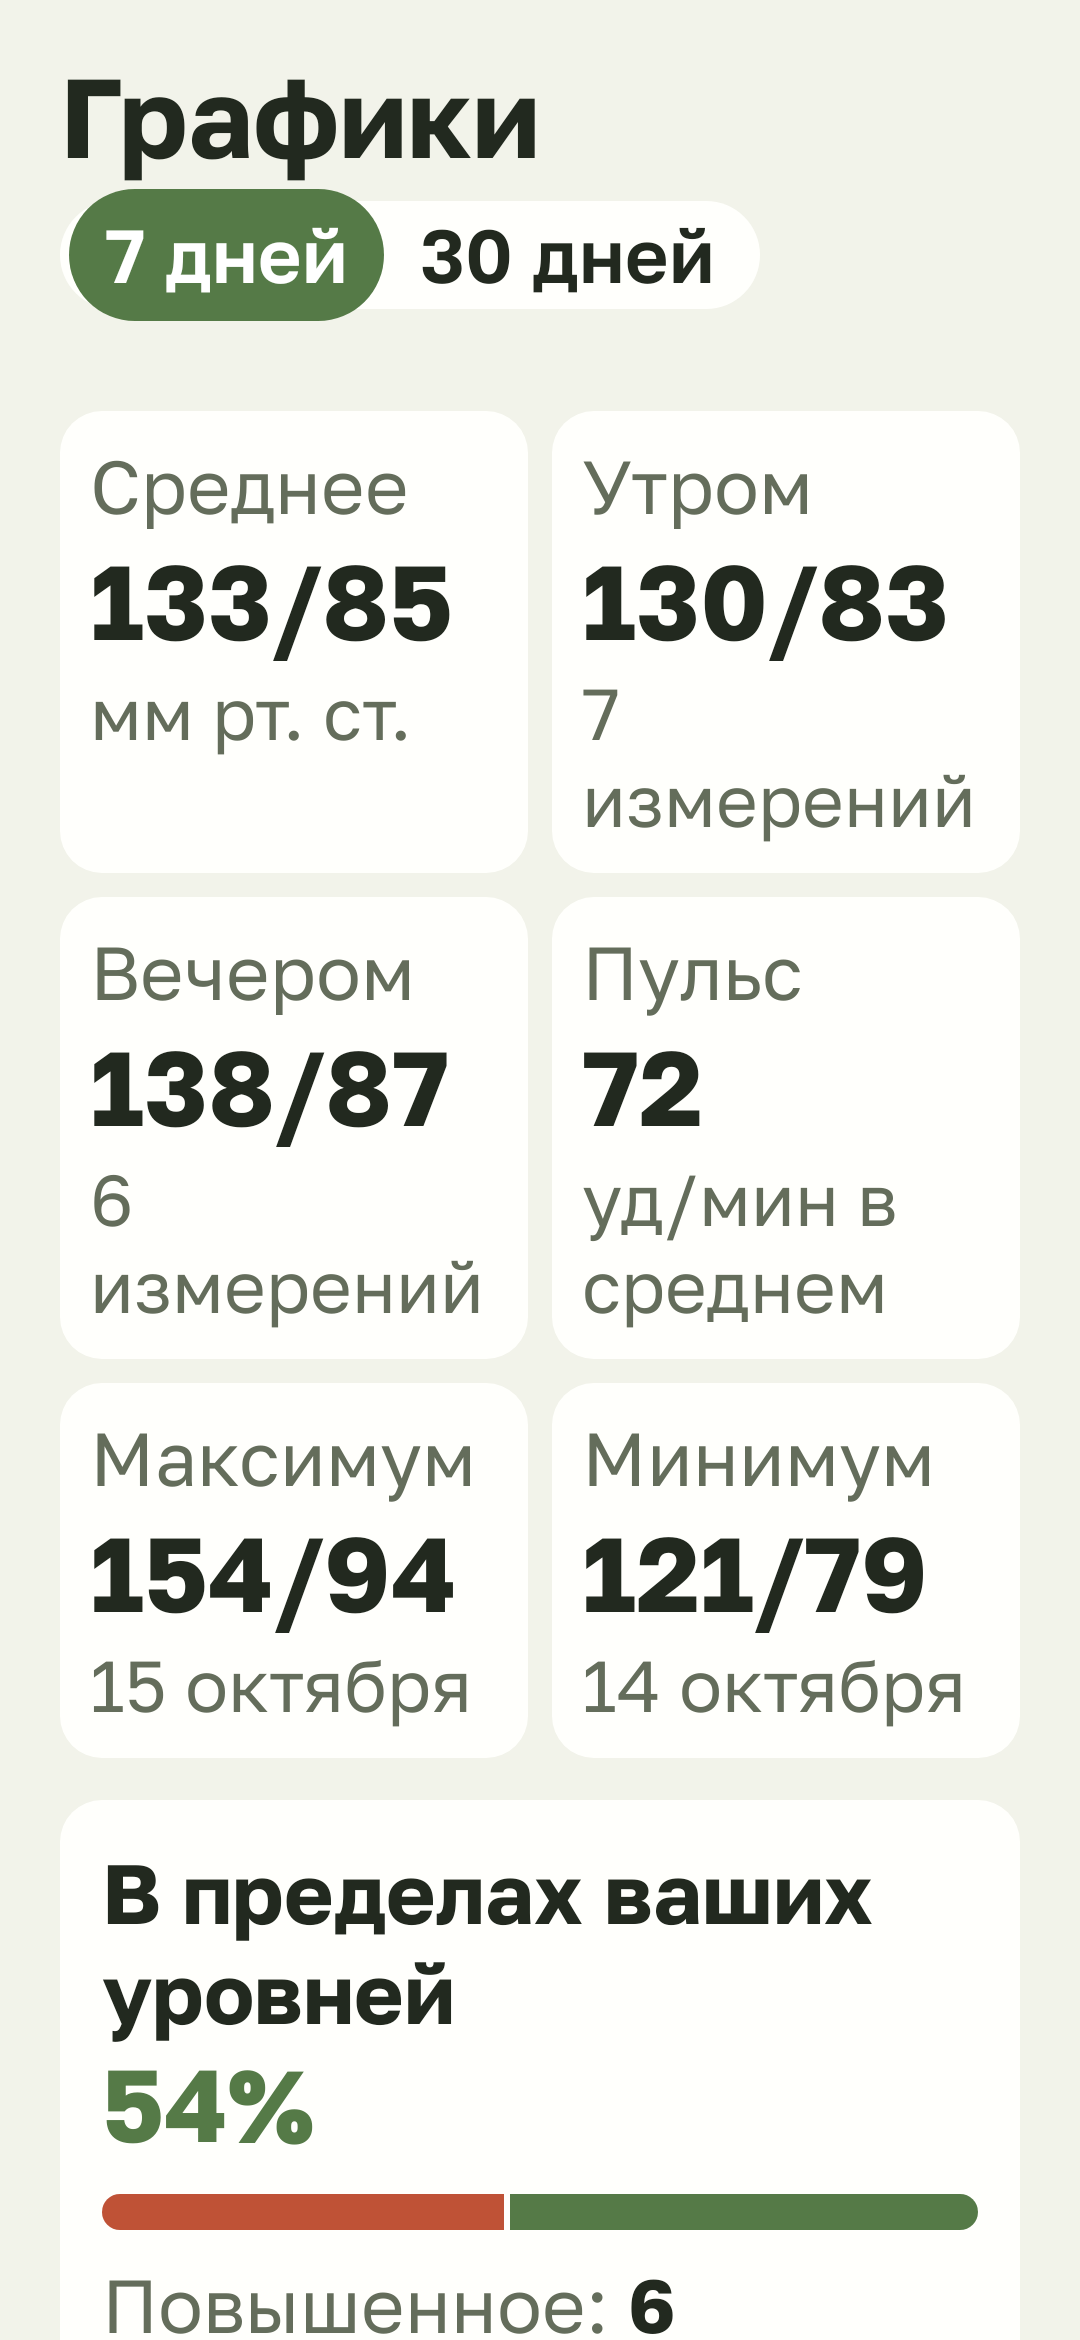 Графики
7 дней
30 дней
Среднее
133/85
мм рт. ст.
Утром
130/83
7
измерений
Вечером
138/87
6
измерений
Пульс
72
уд/мин в
среднем
Максимум
154/94
15 октября
Минимум
121/79
14 октября
В пределах ваших
уровней
54%
Повышенное: 6